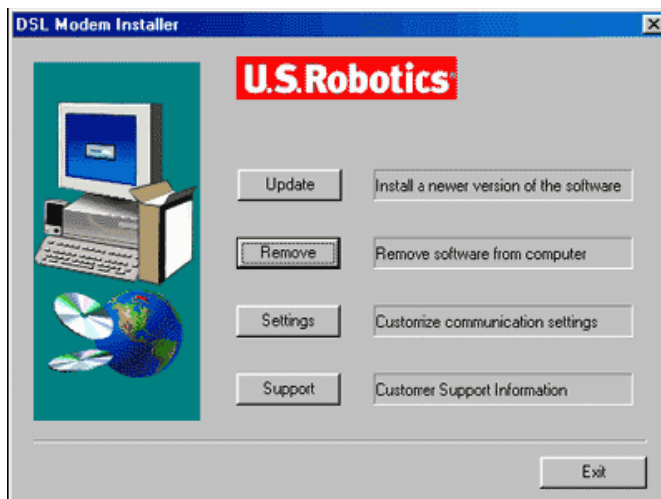 DSL Modem Installer
U.S.Robotics
Update Install a newer version of the software
Remove Remove software from computer
Settings Customize communication settings
Support Customer Support Information
Exit